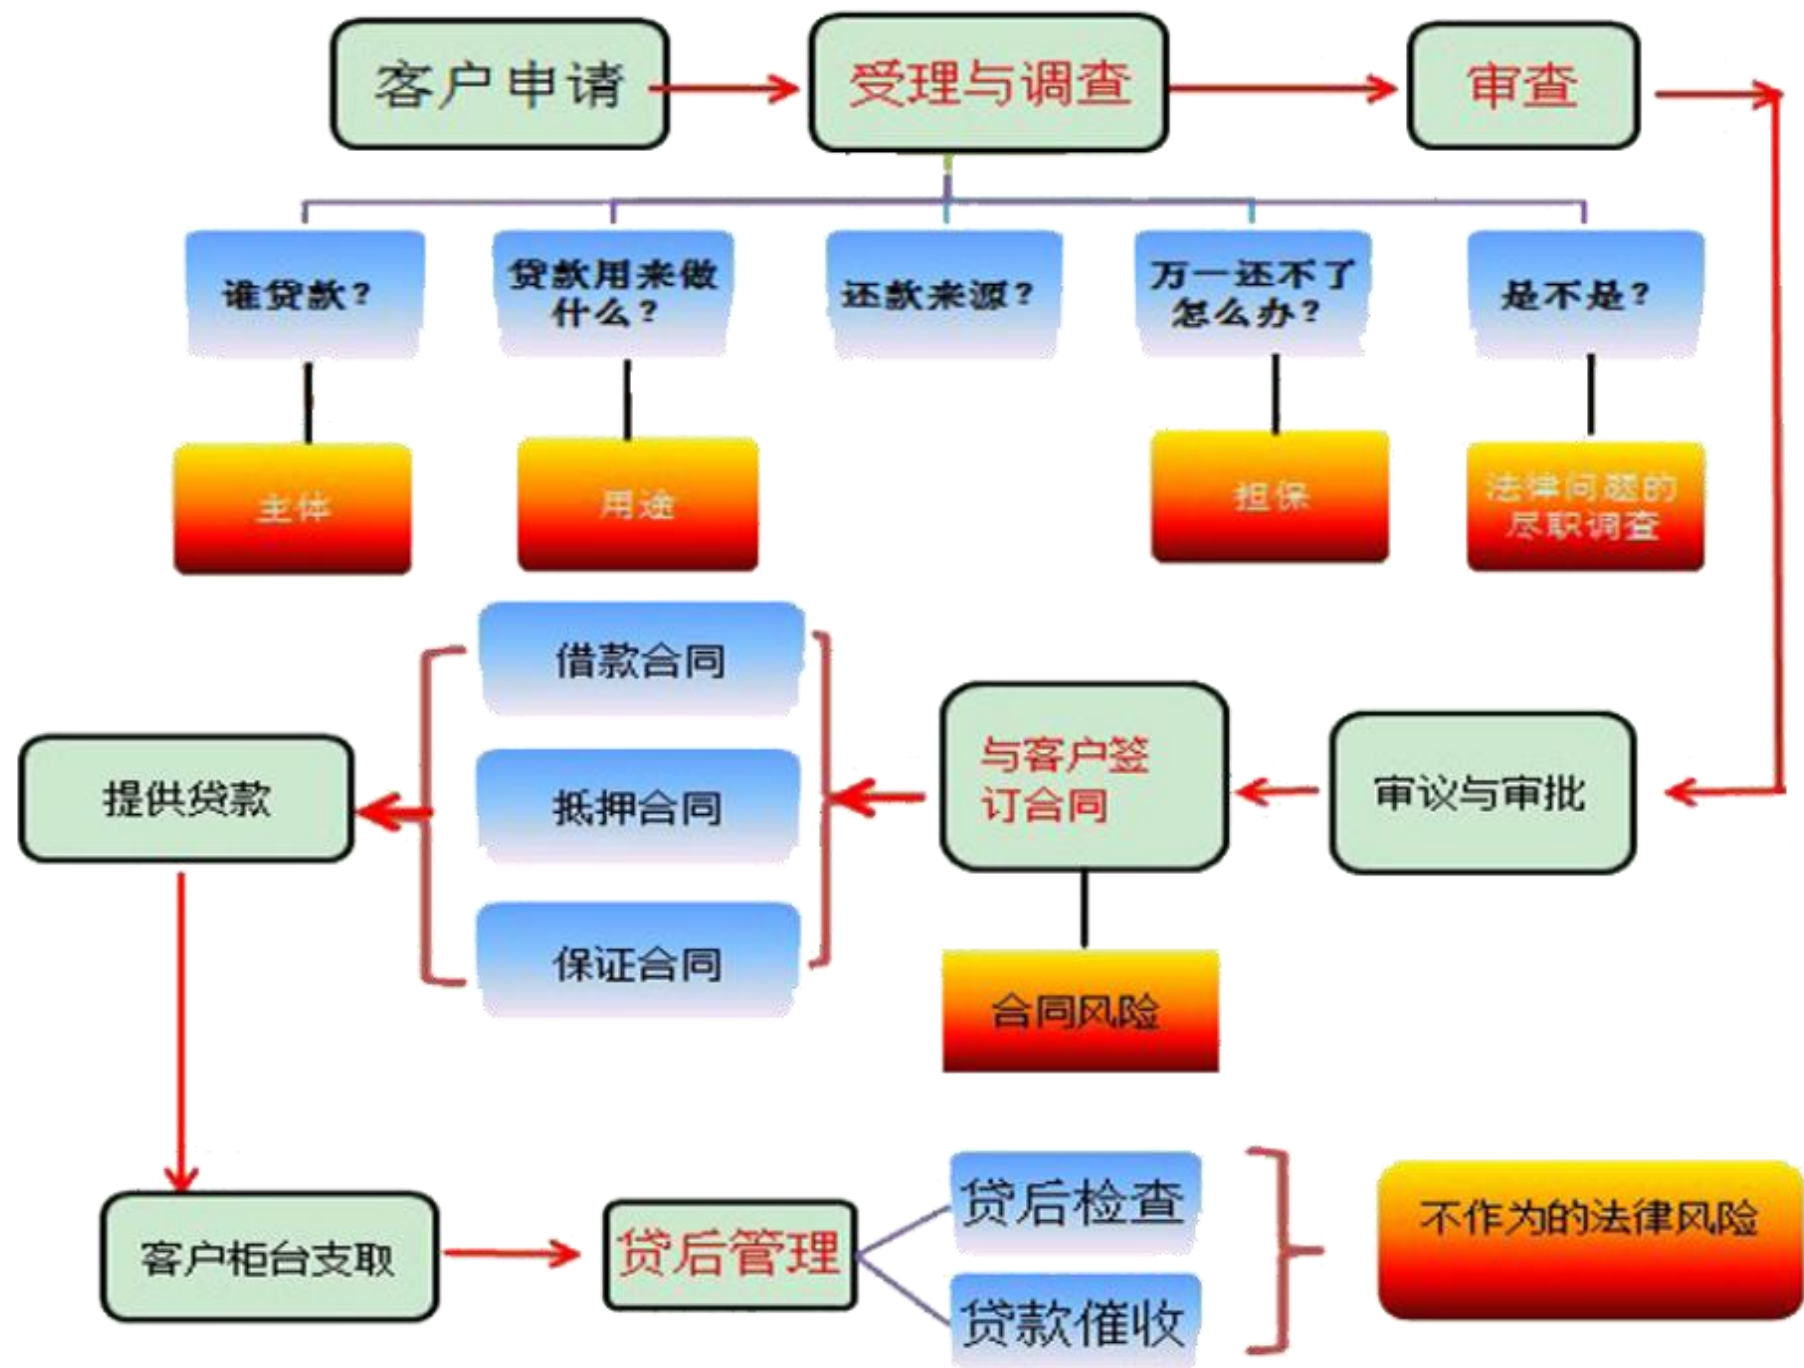 客户申请
受理与调查
审查
谁贷款?
贷款用来做
什么?
还款来源?
万一还不了
怎么办?
是不是?
主体
用途
担保
法律问题的
尽职调查
借款合同
抵押合同
保证合同
提供贷款
与客户签
订合同
审议与审批
合同风险
客户柜台支取
贷后管理
贷后检查
贷款催收
不作为的法律风险